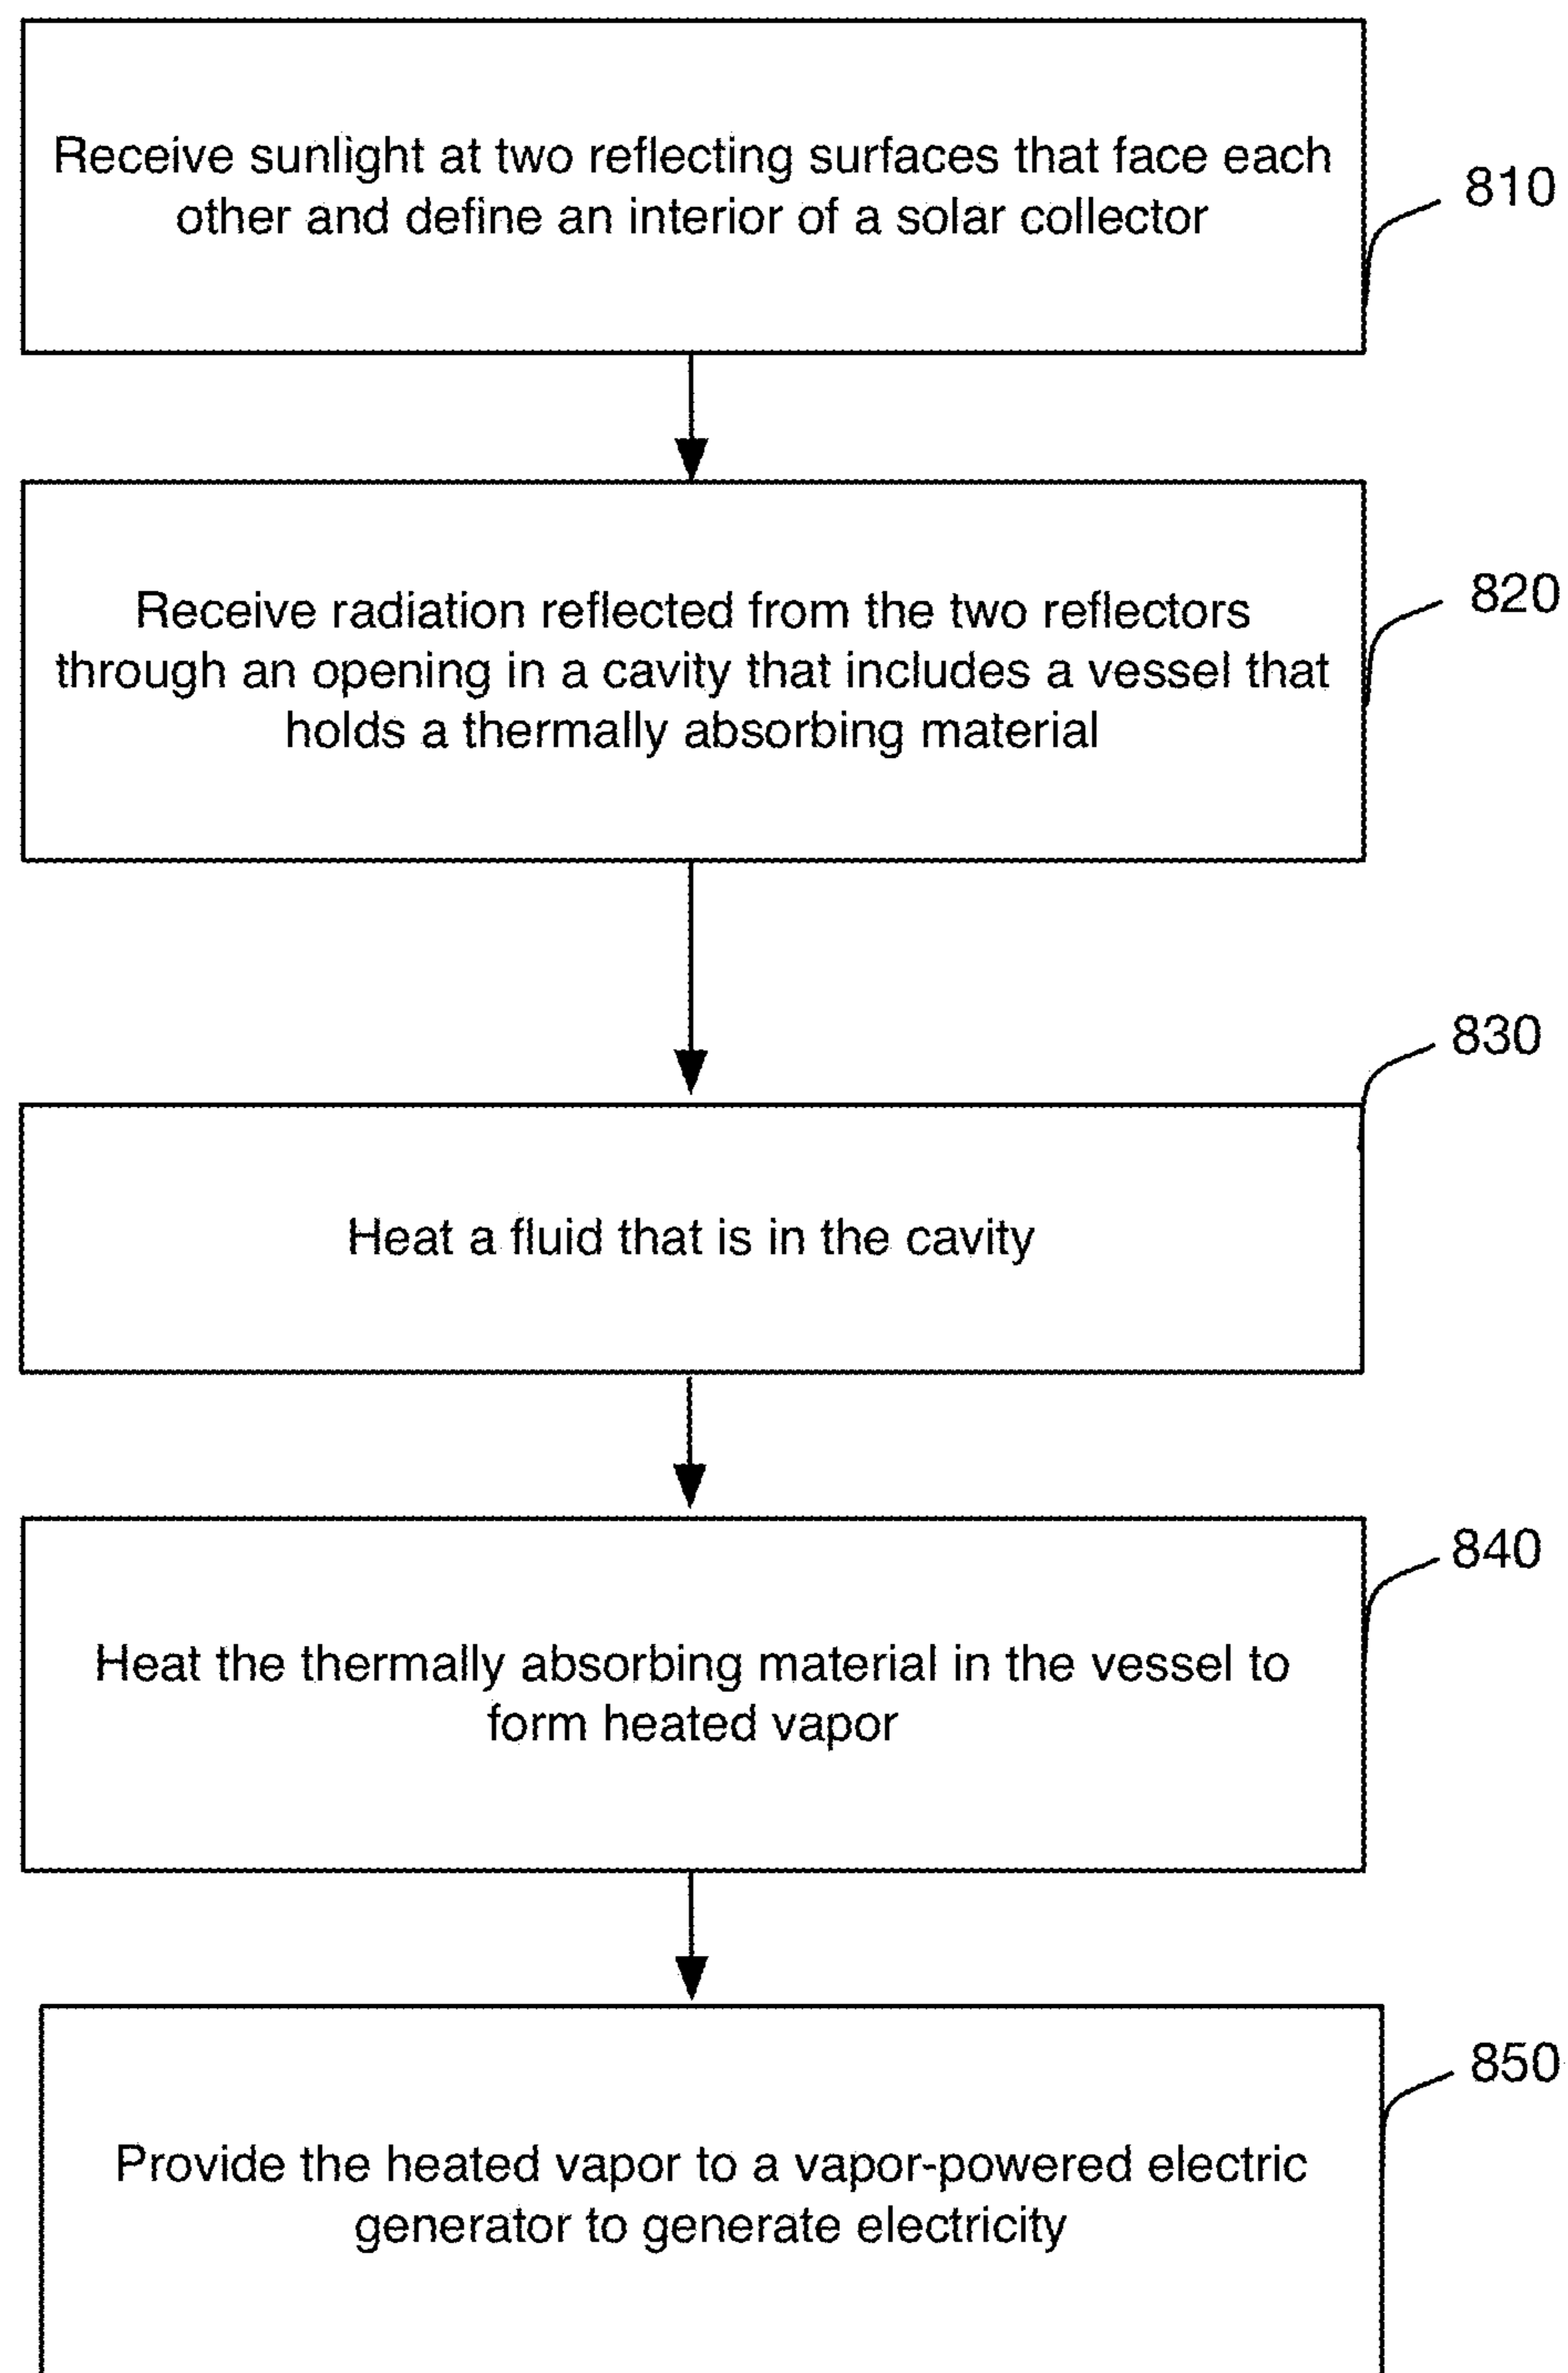 Receive sunlight at two reflecting surfaces that face each
other and define an interior of a solar collector
810
Receive radiation reflected from the two reflectors
through an opening in a cavity that includes a vessel that
holds a thermally absorbing material
820
830
Heat a fluid that is in the cavity
840
Heat the thermally absorbing material in the vessel to
form heated vapor
850
Provide the heated vapor to a vapor-powered electric
generator to generate electricity